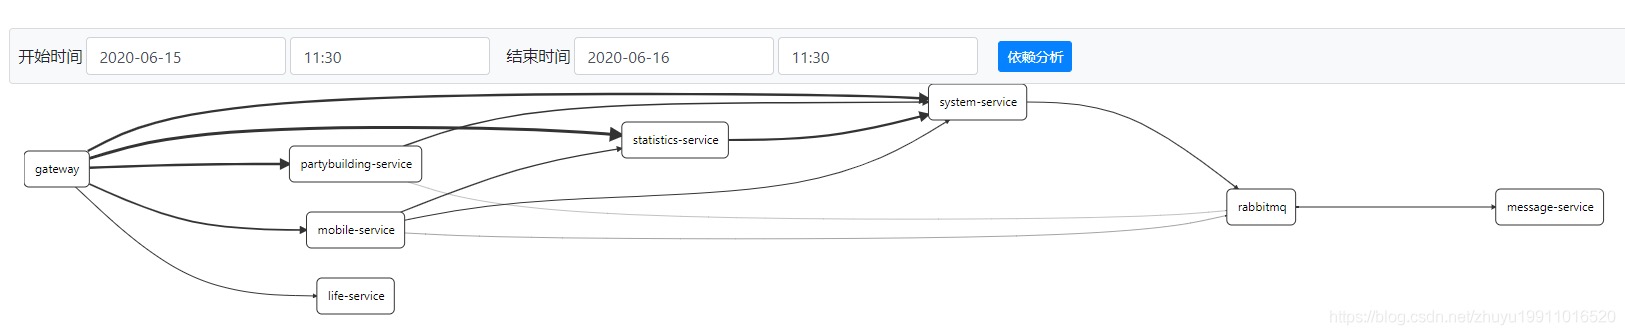 开始时间 2020-06-15 11:30 结束时间 2020-06-16 11:30 依赖分析
system-service
statistics-service
partybuilding-service
gateway
rabbitmq
message-service
mobile-service
life-service
https://blog.csdn.net/zhuyu19911016520